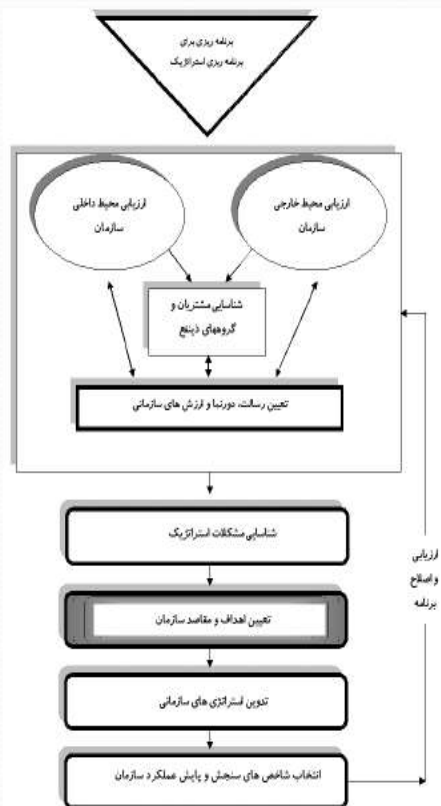 برنامه ریزی برای
برنامه ریزی استراتژیک
ارزیابی محیط خارجی
سازمان
ارزیابی محیط داخلی
سازمان
شناسایی مشتریان و
گروههای ذینفع
تعیین رسالت، دورنما و ارزش های سازمانی
شناسایی مشکلات استراتژیک
تعیین اهداف و مقاصد سازمان
تدوین استراتژی های سازمانی
انتخاب شاخص های سنجش و پایش عملکرد سازمان
ارزیابی
و اصلاح
برنامه